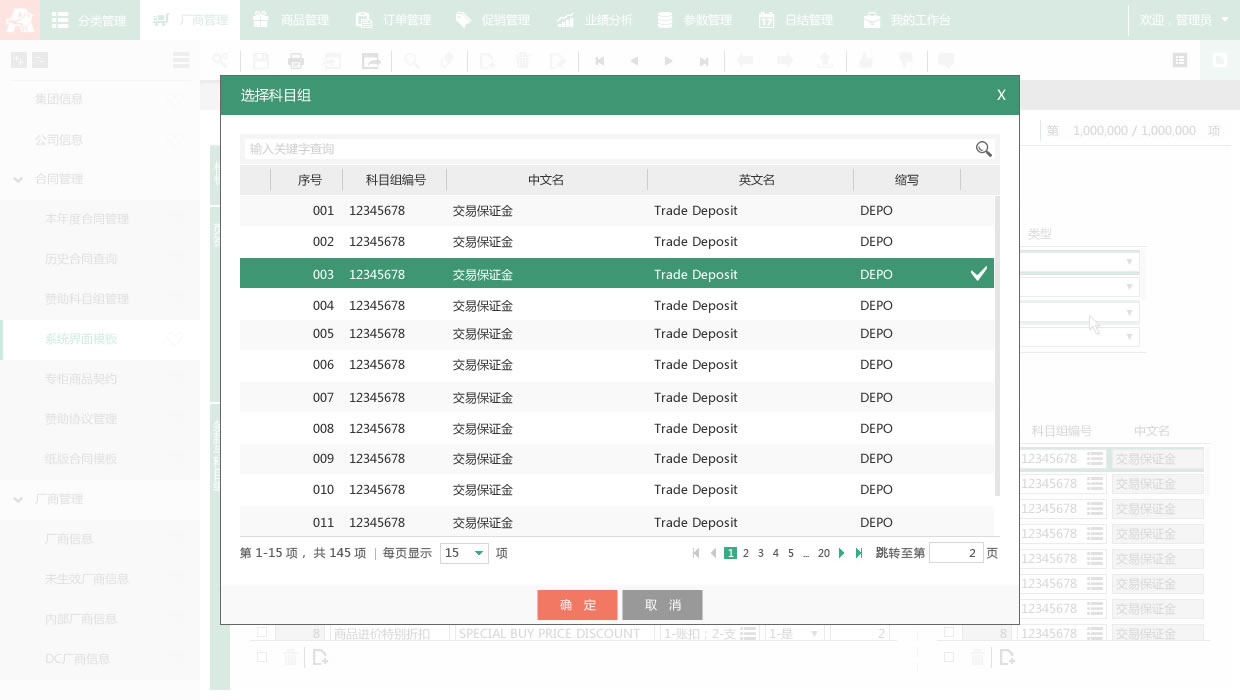 分类管理 厂商管理 商品管理 订单管理 促销管理 业绩分析 参数管理 日结管理 我的工作台 欢迎，管理员
集团信息
公司信息
合同管理
本年度合同管理
历史合同查询
赞助科目组管理
系统界面模板
专柜商品契约
赞助协议管理
纸版合同模板
厂商管理
厂商信息
未生效厂商信息
内部厂商信息
DC厂商信息
选择科目组 X
输入关键字查询
序号 科目组编号 中文名 英文名 缩写
001 12345678 交易保证金 Trade Deposit DEPO
002 12345678 交易保证金 Trade Deposit DEPO
003 12345678 交易保证金 Trade Deposit DEPO
004 12345678 交易保证金 Trade Deposit DEPO
005 12345678 交易保证金 Trade Deposit DEPO
006 12345678 交易保证金 Trade Deposit DEPO
007 12345678 交易保证金 Trade Deposit DEPO
008 12345678 交易保证金 Trade Deposit DEPO
009 12345678 交易保证金 Trade Deposit DEPO
010 12345678 交易保证金 Trade Deposit DEPO
011 12345678 交易保证金 Trade Deposit DEPO
第 1-15 项，共 145 项 | 每页显示 15 项 1 2 3 4 5 ... 20 跳转至第 2 页
确 定 取 消
第 1,000,000 / 1,000,000 项
类型
科目组编号 中文名
12345678 交易保证金
12345678 交易保证金
12345678 交易保证金
12345678 交易保证金
12345678 交易保证金
12345678 交易保证金
12345678 交易保证金
8 商品进价特别折扣 SPECIAL BUY PRICE DISCOUNT 1-账扣；2-支 1-是 2 8 12345678 交易保证金